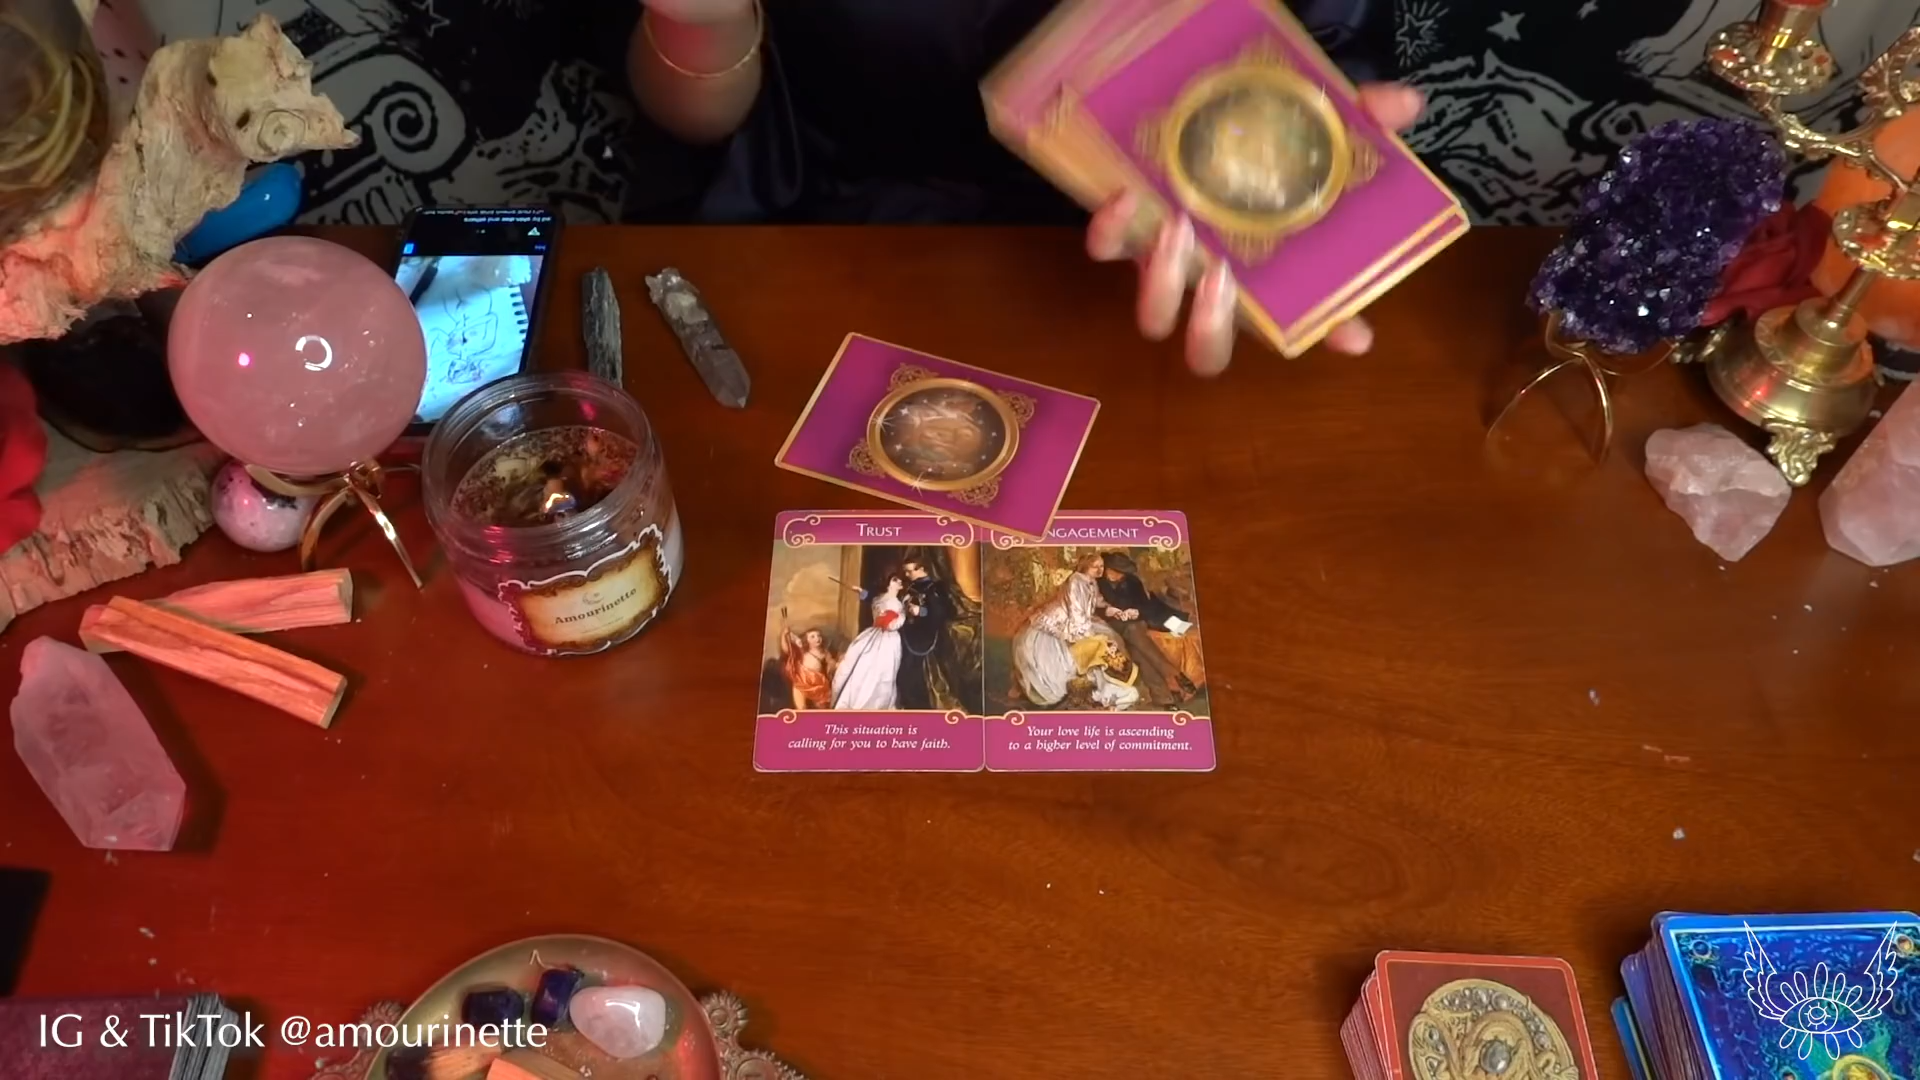 TRUST
NGAGEMENT
This situation is
calling for you to have faith.
Your love life is ascending
to a higher level of commitment.
Amourinette
IG & TikTok @amourinette